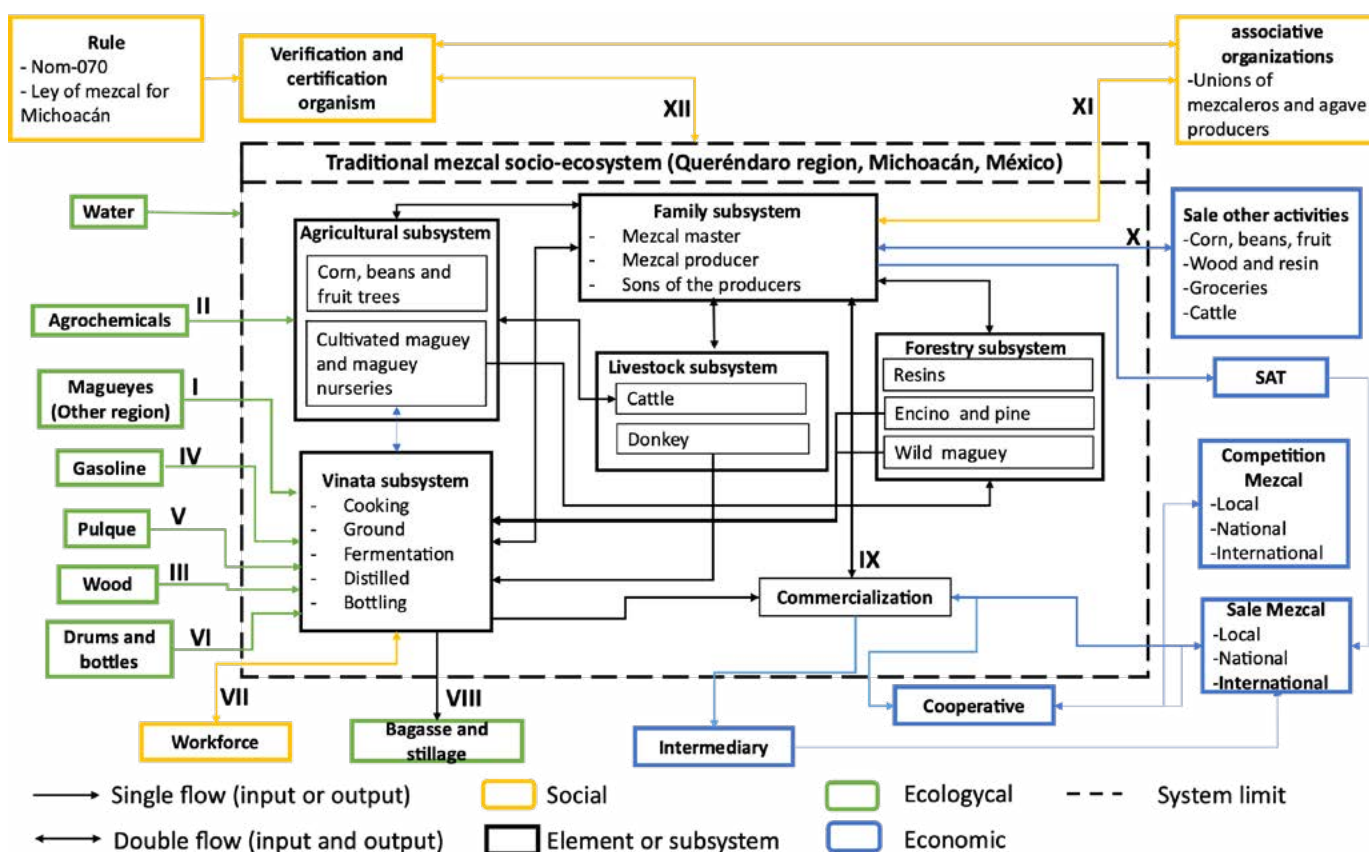 Rule
- Nom-070
- Ley of mezcal for
Michoacán
Verification and
certification
organism
associative
organizations
-Unions of
mezcaleros and agave
producers
XII
XI
Traditional mezcal socio-ecosystem (Queréndaro region, Michoacán, México)
Water
Agricultural subsystem
Corn, beans and
fruit trees
Cultivated maguey
and maguey
nurseries
Family subsystem
- Mezcal master
- Mezcal producer
- Sons of the producers
X
Sale other activities
-Corn, beans, fruit
-Wood and resin
-Groceries
-Cattle
II
Agrochemicals
Livestock subsystem
Cattle
Donkey
Forestry subsystem
Resins
Encino and pine
Wild maguey
SAT
Magueyes
(Other region)
I
Gasoline
IV
Pulque
V
Wood
III
Drums and
bottles
VI
Vinata subsystem
- Cooking
- Ground
- Fermentation
- Distilled
- Bottling
Competition
Mezcal
-Local
-National
-International
IX
Commercialization
Sale Mezcal
-Local
-National
-International
VII
VIII
Workforce
Bagasse and
stillage
Intermediary
Cooperative
Single flow (input or output)
Social
Ecologycal
System limit
Double flow (input and output)
Element or subsystem
Economic